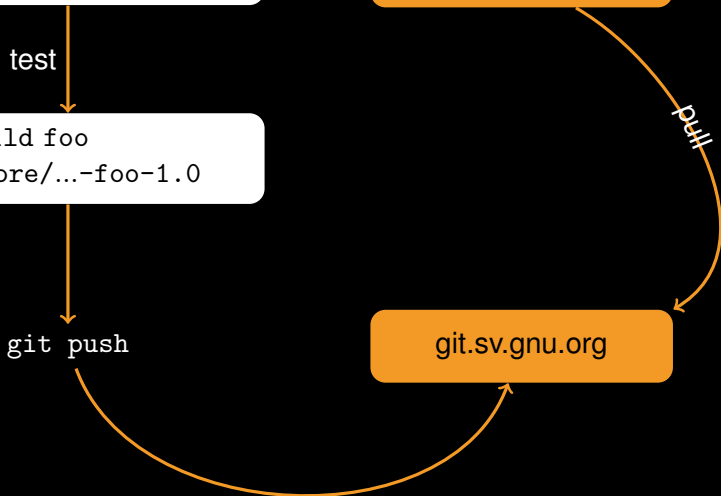 test
ld foo
ore/...-foo-1.0
pull
git push
git.sv.gnu.org